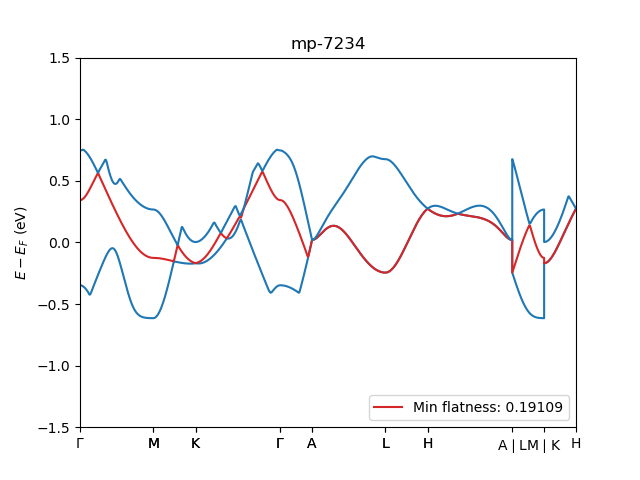 mp-7234
E − E_F (eV)
1.5
1.0
0.5
0.0
−0.5
−1.0
−1.5
Min flatness: 0.19109
Γ M K Γ A L H A | LM | K H